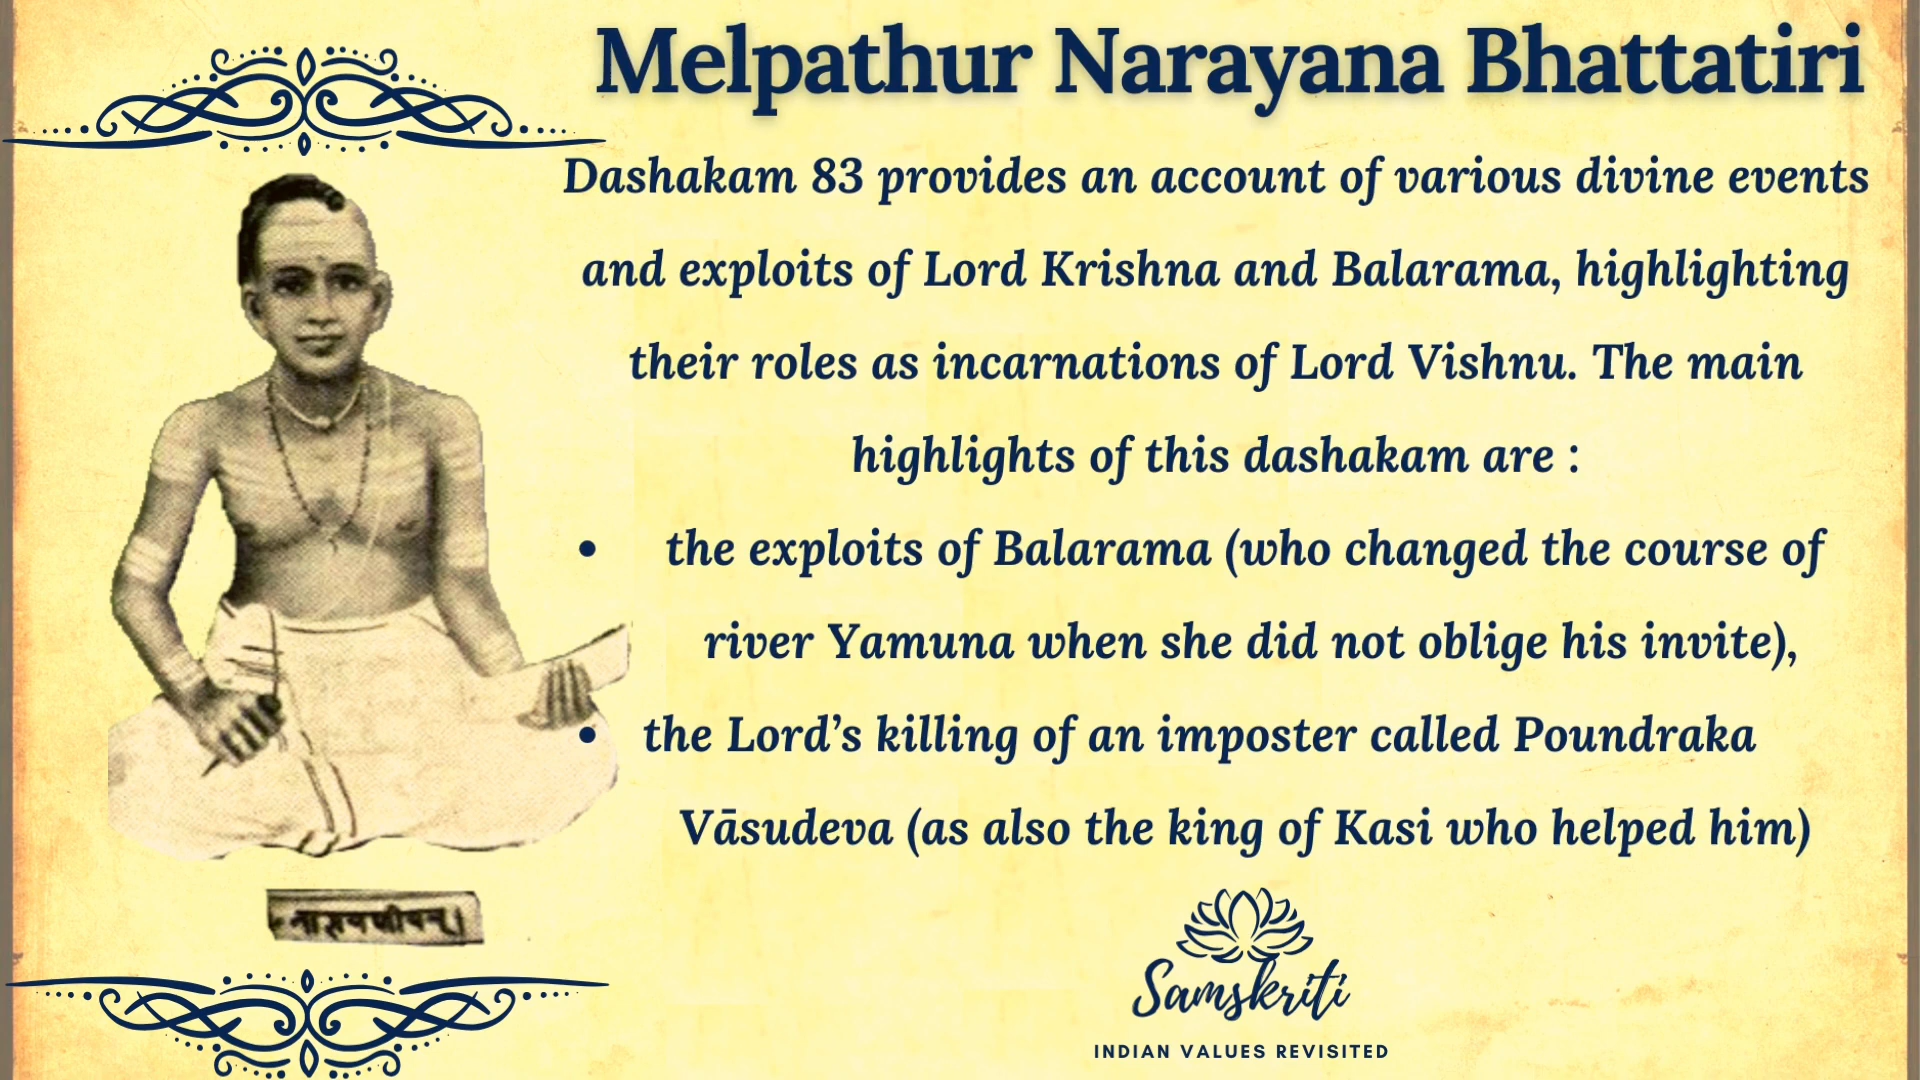 Melpathur Narayana Bhattatiri
Dashakam 83 provides an account of various divine events
and exploits of Lord Krishna and Balarama, highlighting
their roles as incarnations of Lord Vishnu. The main
highlights of this dashakam are :
• the exploits of Balarama (who changed the course of
river Yamuna when she did not oblige his invite),
• the Lord’s killing of an imposter called Poundraka
Vāsudeva (as also the king of Kasi who helped him)
नारायणीयम्।
Samskriti
INDIAN VALUES REVISITED